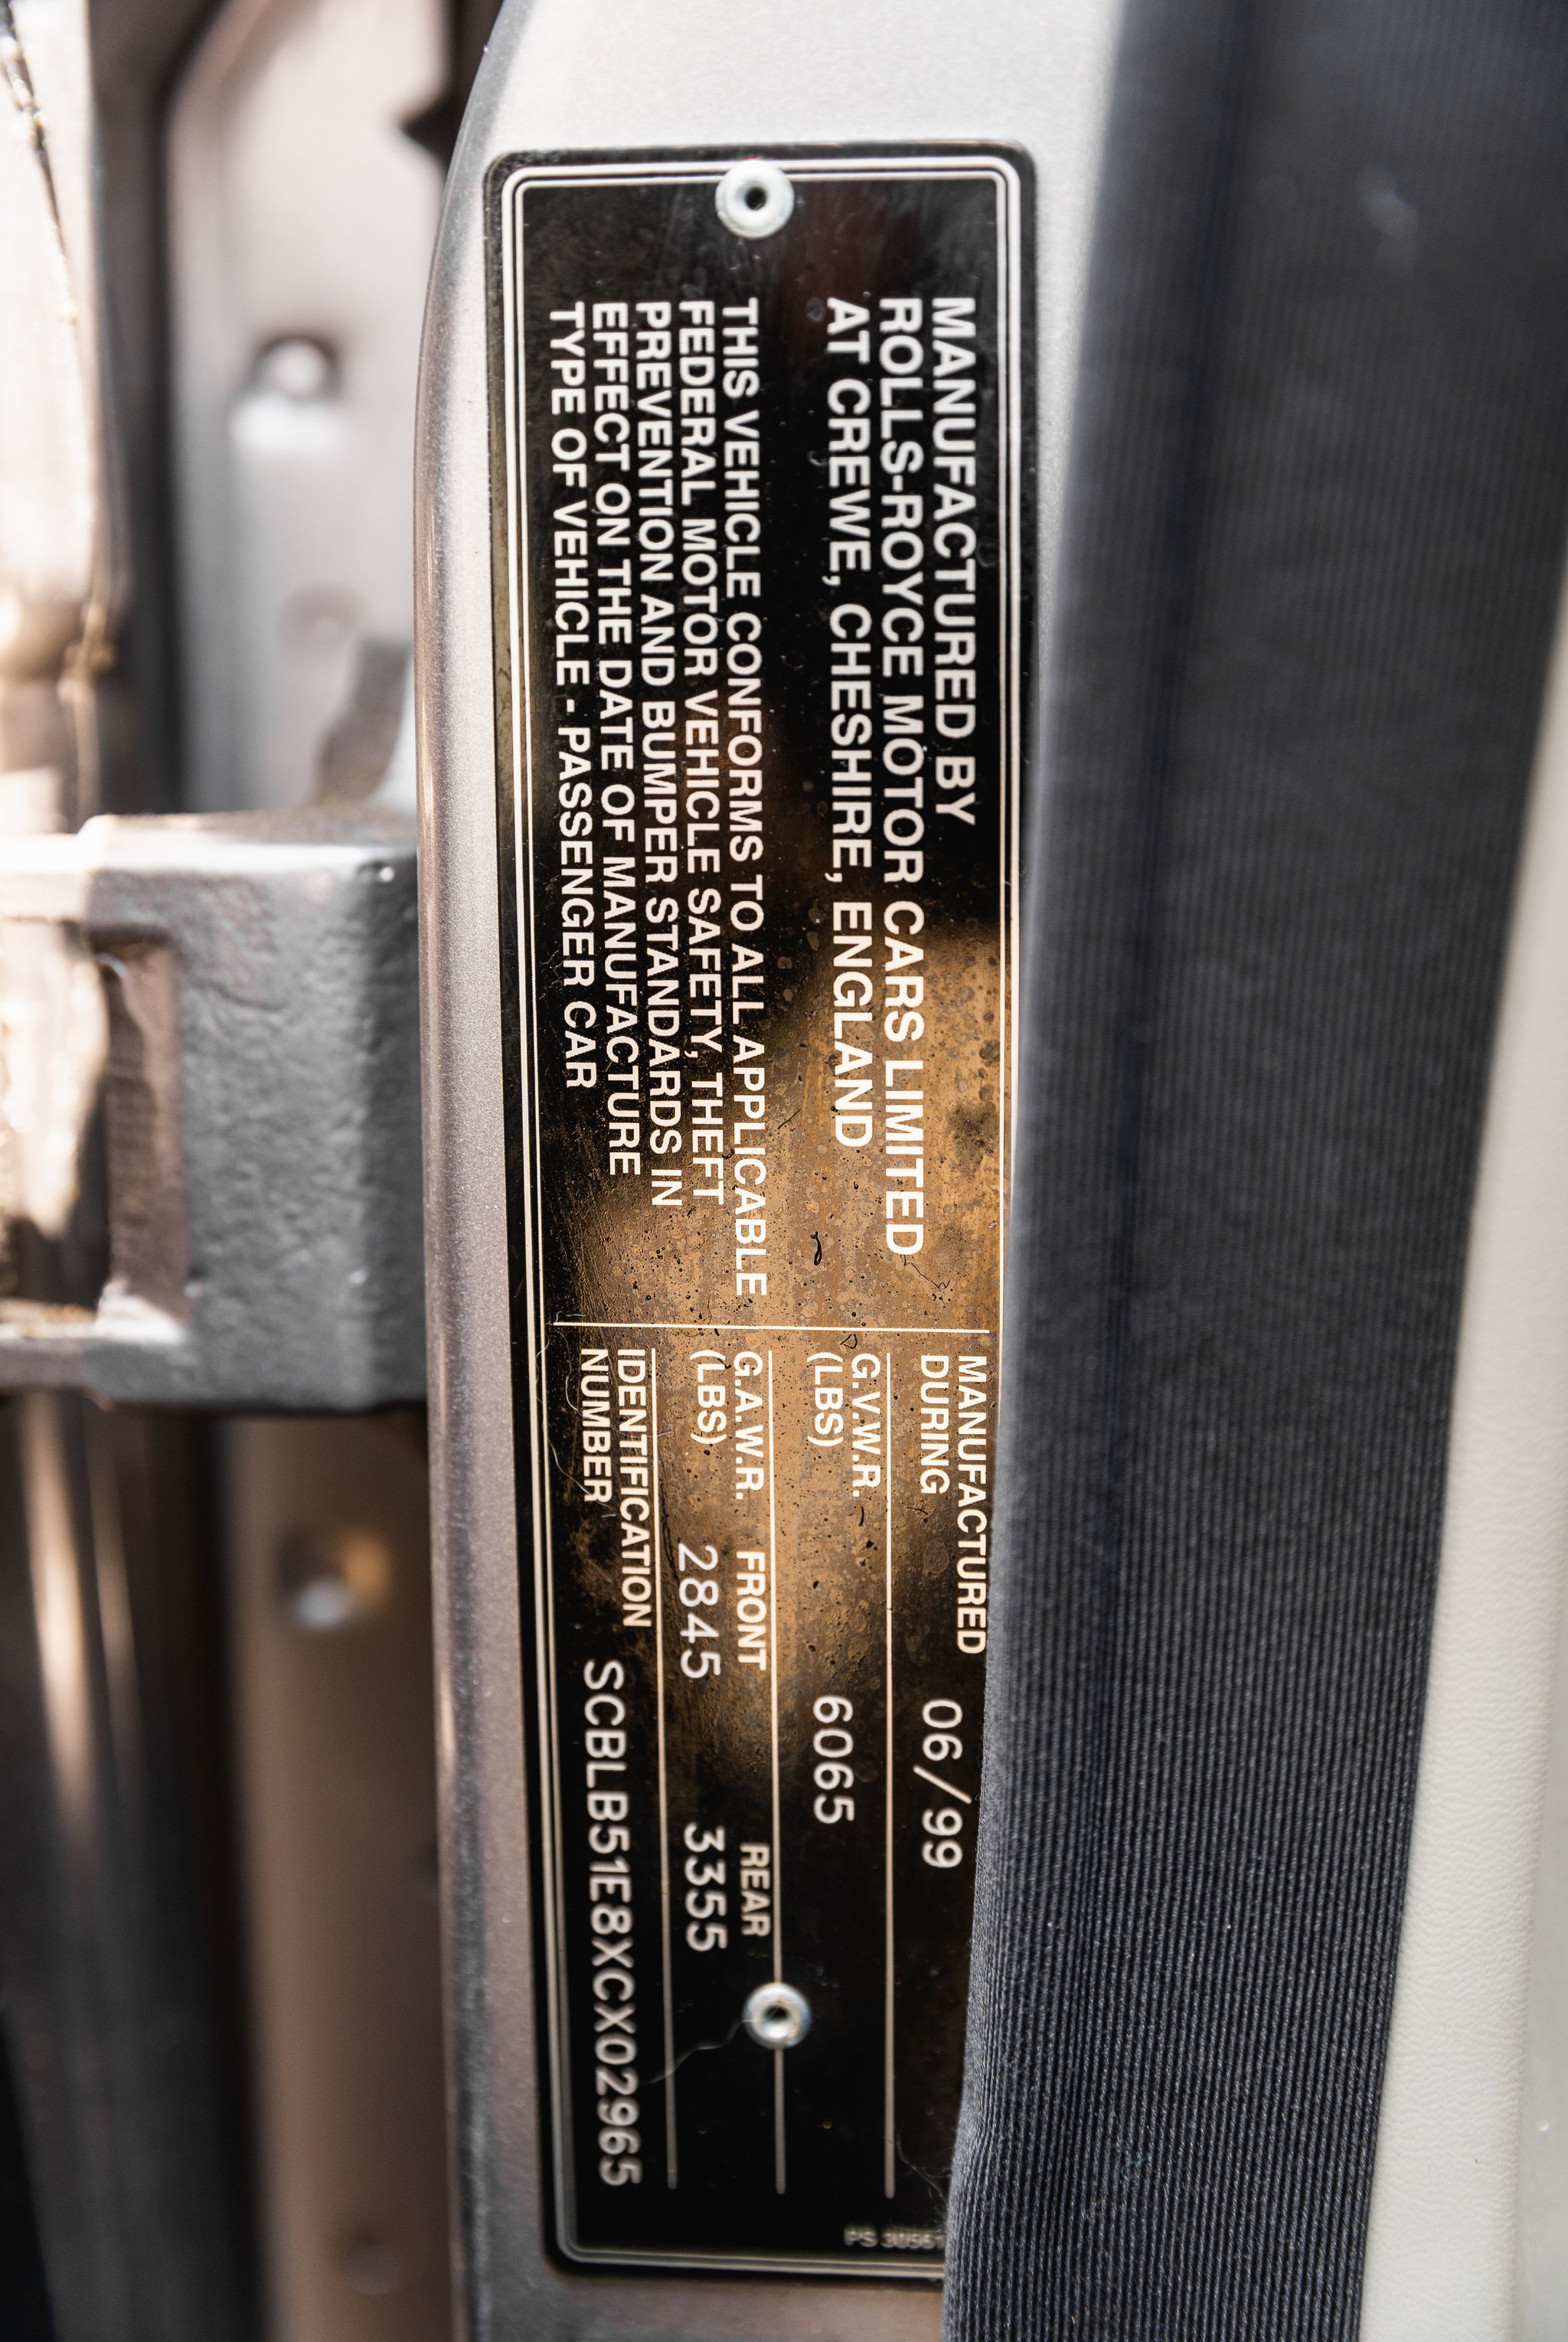 MANUFACTURED BY
ROLLS-ROYCE MOTOR CARS LIMITED
AT CREWE, CHESHIRE, ENGLAND
THIS VEHICLE CONFORMS TO ALL APPLICABLE
FEDERAL MOTOR VEHICLE SAFETY, THEFT
PREVENTION AND BUMPER STANDARDS IN
EFFECT ON THE DATE OF MANUFACTURE
TYPE OF VEHICLE - PASSENGER CAR
MANUFACTURED
DURING 06/99
G.V.W.R.
(LBS) 6065
G.A.W.R. FRONT REAR
(LBS) 2845 3355
IDENTIFICATION
NUMBER SCBLB51E8XCX02965